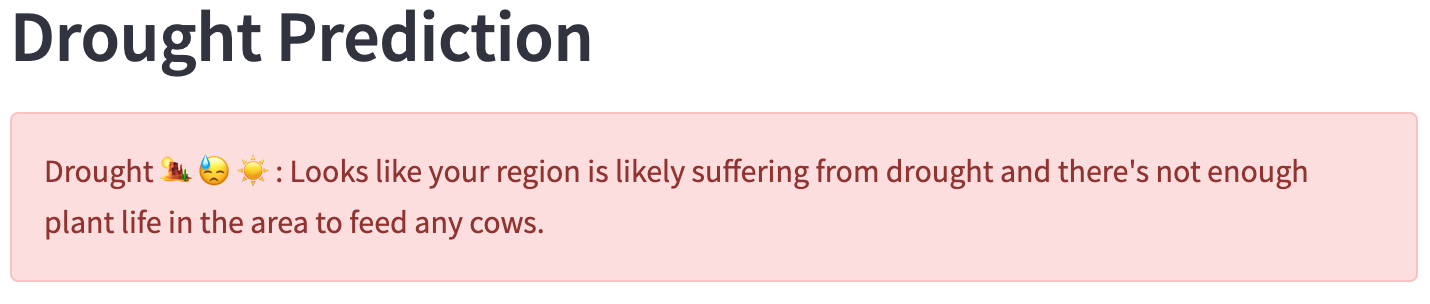 Drought Prediction
Drought 🏜️ 😓 ☀️ : Looks like your region is likely suffering from drought and there's not enough
plant life in the area to feed any cows.